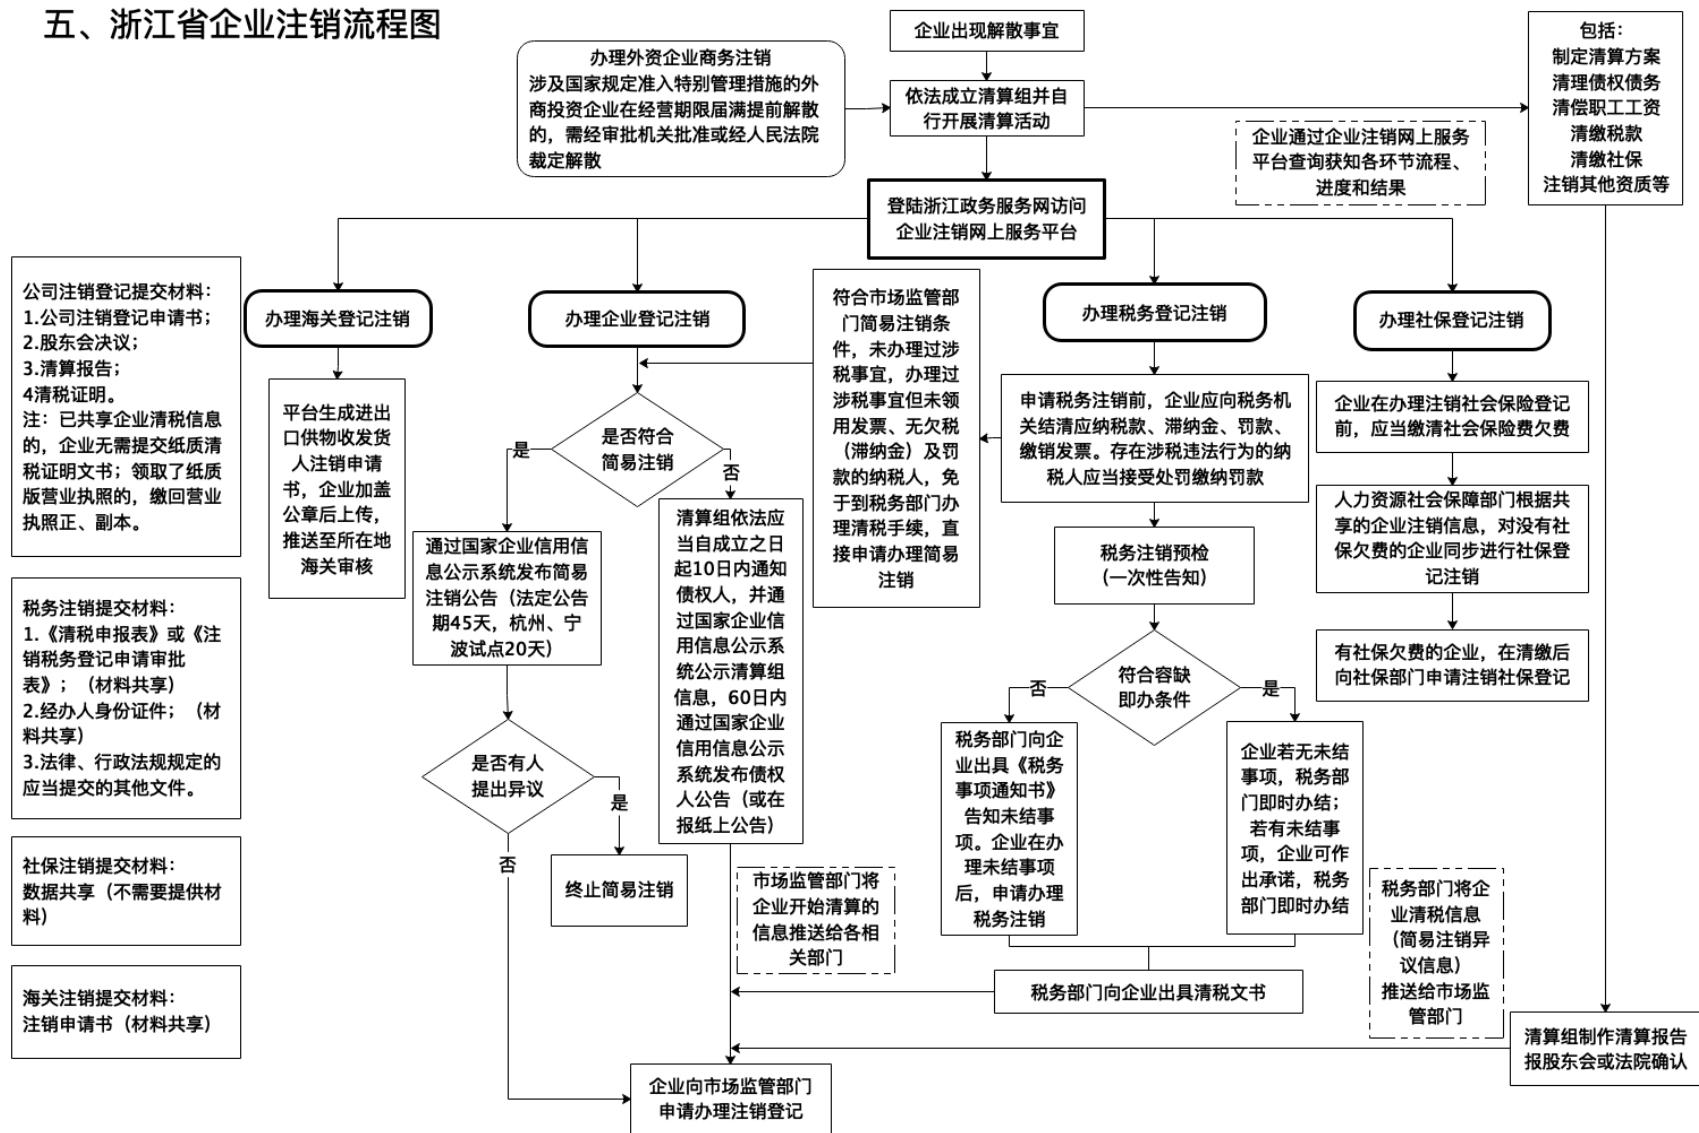 五、浙江省企业注销流程图
企业出现解散事宜
办理外资企业商务注销
涉及国家规定准入特别管理措施的外
商投资企业在经营期限届满提前解散
的，需经审批机关批准或经人民法院
裁定解散
依法成立清算组并自
行开展清算活动
包括：
制定清算方案
清理债权债务
清偿职工工资
清缴税款
清缴社保
注销其他资质等
企业通过企业注销网上服务
平台查询获知各环节流程、
进度和结果
登陆浙江政务服务网访问
企业注销网上服务平台
公司注销登记提交材料：
1.公司注销登记申请书；
2.股东会决议；
3.清算报告；
4清税证明。
注：已共享企业清税信息
的，企业无需提交纸质清
税证明文书；领取了纸质
版营业执照的，缴回营业
执照正、副本。
税务注销提交材料：
1.《清税申报表》或《注
销税务登记申请审批
表》；（材料共享）
2.经办人身份证件；（材
料共享）
3.法律、行政法规规定的
应当提交的其他文件。
社保注销提交材料：
数据共享（不需要提供材
料）
海关注销提交材料：
注销申请书（材料共享）
办理海关登记注销
平台生成进出
口供物收发货
人注销申请
书，企业加盖
公章后上传，
推送至所在地
海关审核
办理企业登记注销
是否符合
简易注销
是
否
通过国家企业信用信
息公示系统发布简易
注销公告（法定公告
期45天，杭州、宁
波试点20天）
是否有人
提出异议
是
否
终止简易注销
清算组依法应
当自成立之日
起10日内通知
债权人，并通
过国家企业信
用信息公示系
统公示清算组
信息，60日内
通过国家企业
信用信息公示
系统发布债权
人公告（或在
报纸上公告）
市场监管部门将
企业开始清算的
信息推送给各相
关部门
符合市场监管部
门简易注销条
件，未办理过涉
税事宜，办理过
涉税事宜但未领
用发票、无欠税
（滞纳金）及罚
款的纳税人，免
于到税务部门办
理清税手续，直
接申请办理简易
注销
办理税务登记注销
申请税务注销前，企业应向税务机
关结清应纳税款、滞纳金、罚款、
缴销发票。存在涉税违法行为的纳
税人应当接受处罚缴纳罚款
税务注销预检
（一次性告知）
符合容缺
即办条件
否
是
税务部门向企
业出具《税务
事项通知书》
告知未结事
项。企业在办
理未结事项
后，申请办理
税务注销
企业若无未结
事项，税务部
门即时办结；
若有未结事
项，企业可作
出承诺，税务
部门即时办结
税务部门向企业出具清税文书
税务部门将企
业清税信息
（简易注销异
议信息）
推送给市场监
管部门
办理社保登记注销
企业在办理注销社会保险登记
前，应当缴清社会保险费欠费
人力资源社会保障部门根据共
享的企业注销信息，对没有社
保欠费的企业同步进行社保登
记注销
有社保欠费的企业，在清缴后
向社保部门申请注销社保登记
清算组制作清算报告
报股东会或法院确认
企业向市场监管部门
申请办理注销登记